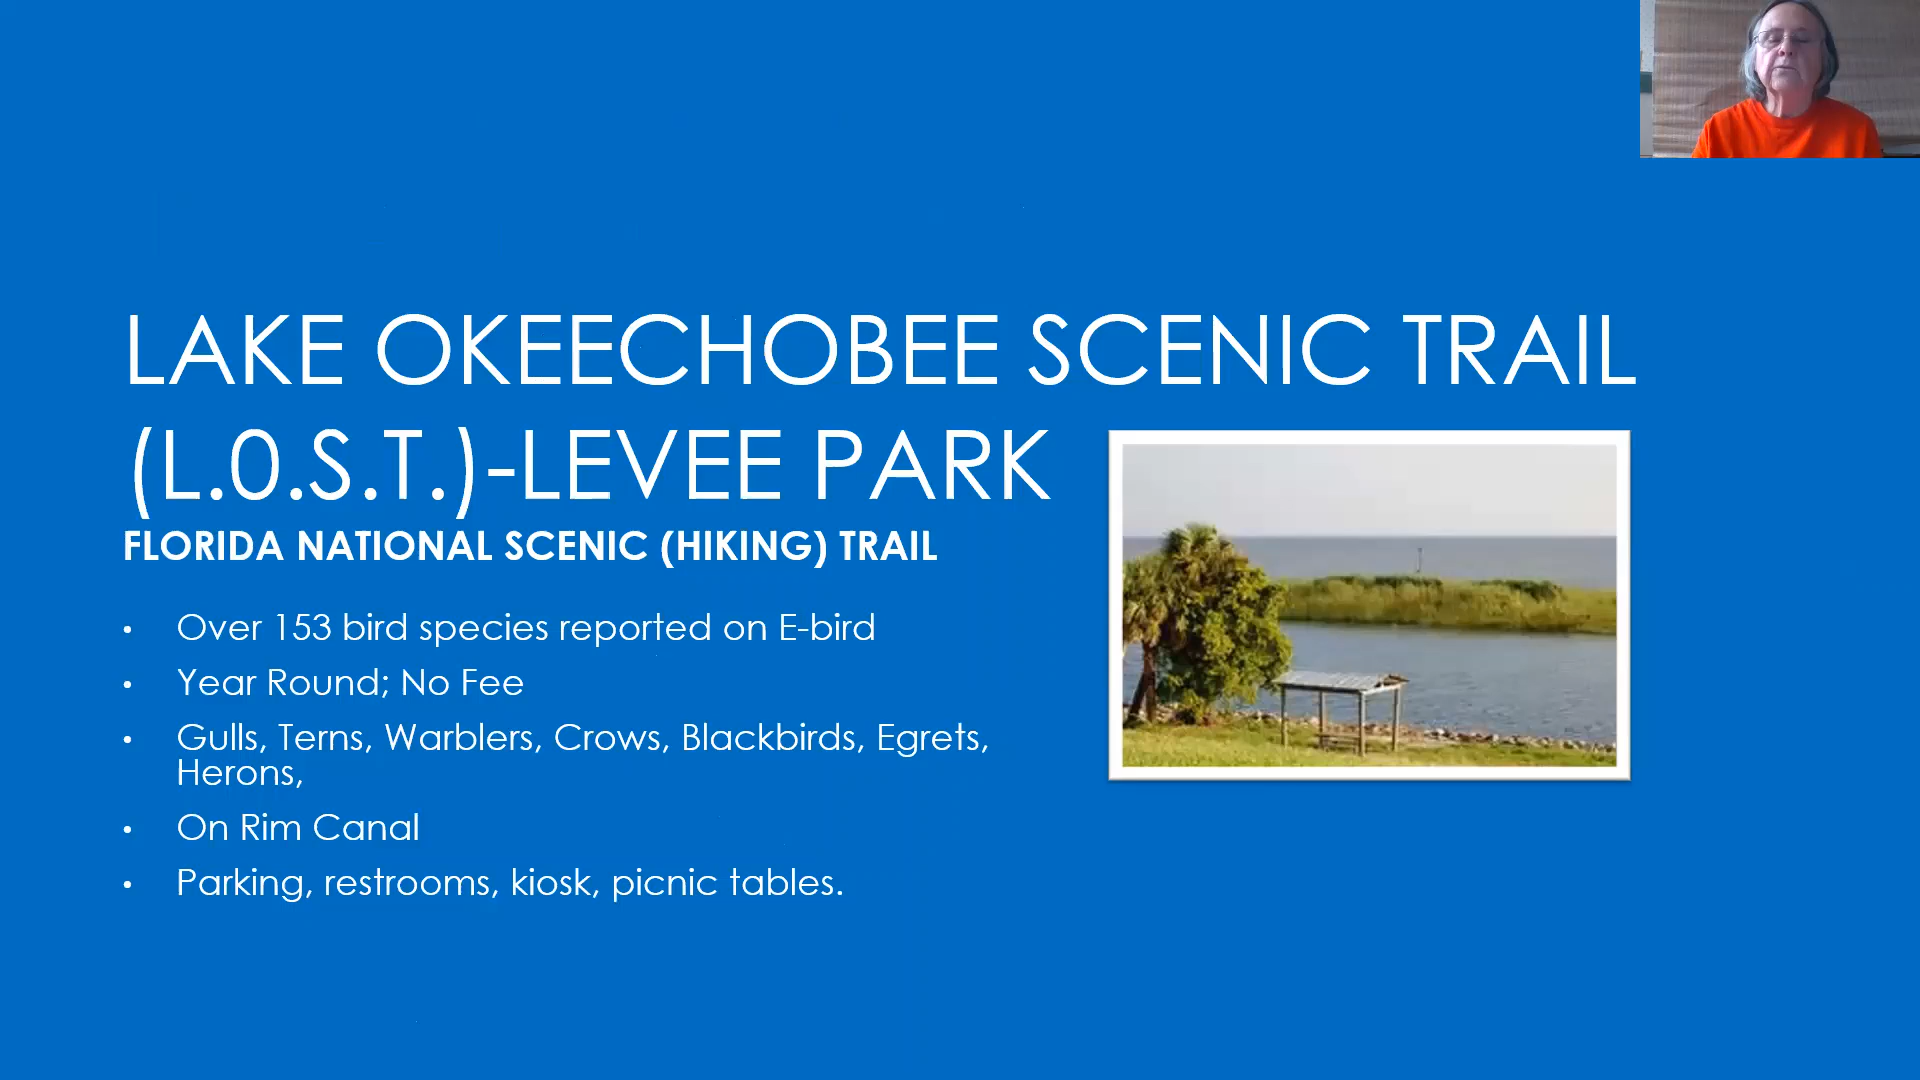 LAKE OKEECHOBEE SCENIC TRAIL
(L.0.S.T.)-LEVEE PARK
FLORIDA NATIONAL SCENIC (HIKING) TRAIL
• Over 153 bird species reported on E-bird
• Year Round; No Fee
• Gulls, Terns, Warblers, Crows, Blackbirds, Egrets,
Herons,
• On Rim Canal
• Parking, restrooms, kiosk, picnic tables.